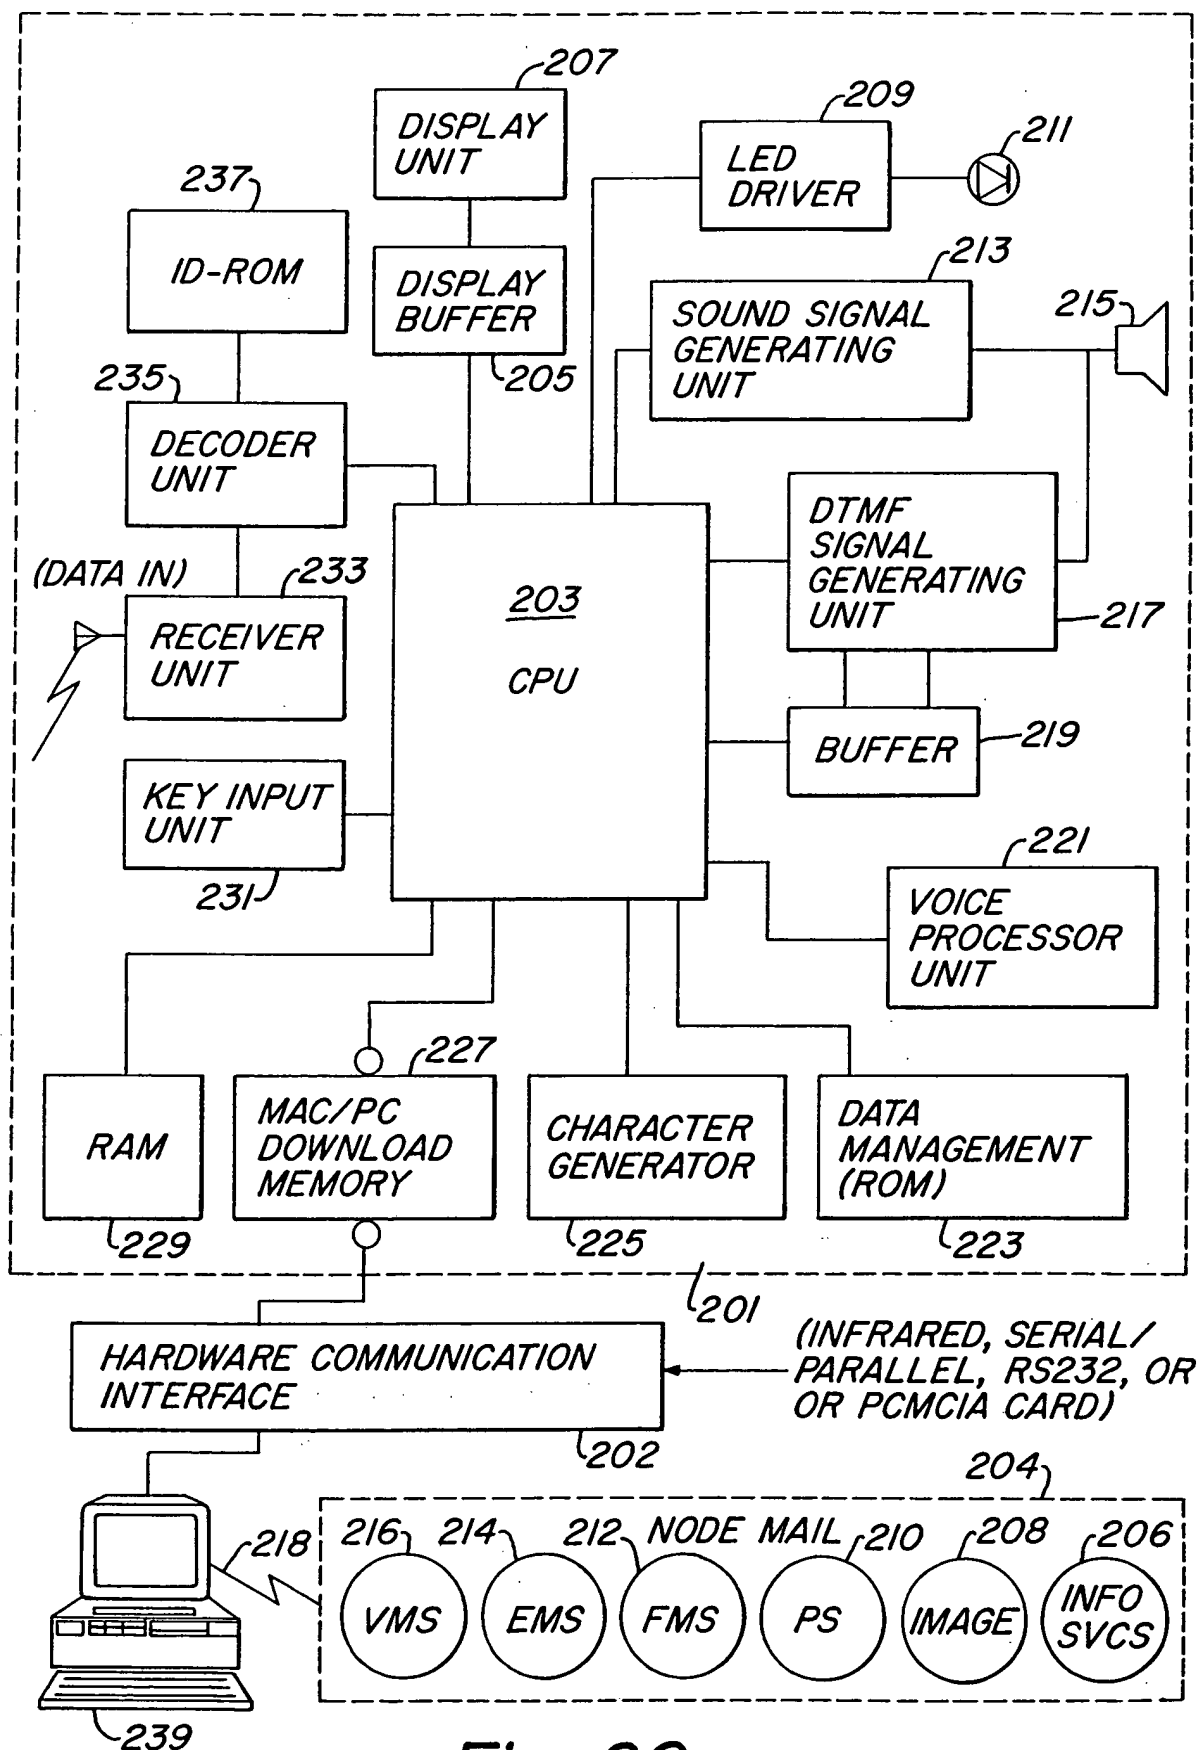 207
DISPLAY
UNIT
209
LED
DRIVER
211
237
ID-ROM
DISPLAY
BUFFER
205
213
SOUND SIGNAL
GENERATING
UNIT
215
235
DECODER
UNIT
DTMF
SIGNAL
GENERATING
UNIT
217
(DATA IN)
233
RECEIVER
UNIT
203
CPU
BUFFER
219
KEY INPUT
UNIT
231
221
VOICE
PROCESSOR
UNIT
RAM
229
227
MAC/PC
DOWNLOAD
MEMORY
CHARACTER
GENERATOR
225
DATA
MANAGEMENT
(ROM)
223
201
HARDWARE COMMUNICATION
INTERFACE
202
(INFRARED, SERIAL/
PARALLEL, RS232, OR
OR PCMCIA CARD)
204
NODE MAIL
216
VMS
214
EMS
212
FMS
210
PS
208
IMAGE
206
INFO
SVCS
218
239